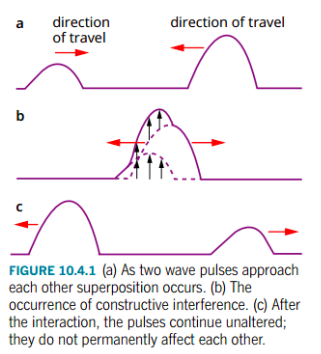 a direction of travel direction of travel
b
c
FIGURE 10.4.1 (a) As two wave pulses approach
each other superposition occurs. (b) The
occurrence of constructive interference. (c) After
the interaction, the pulses continue unaltered;
they do not permanently affect each other.